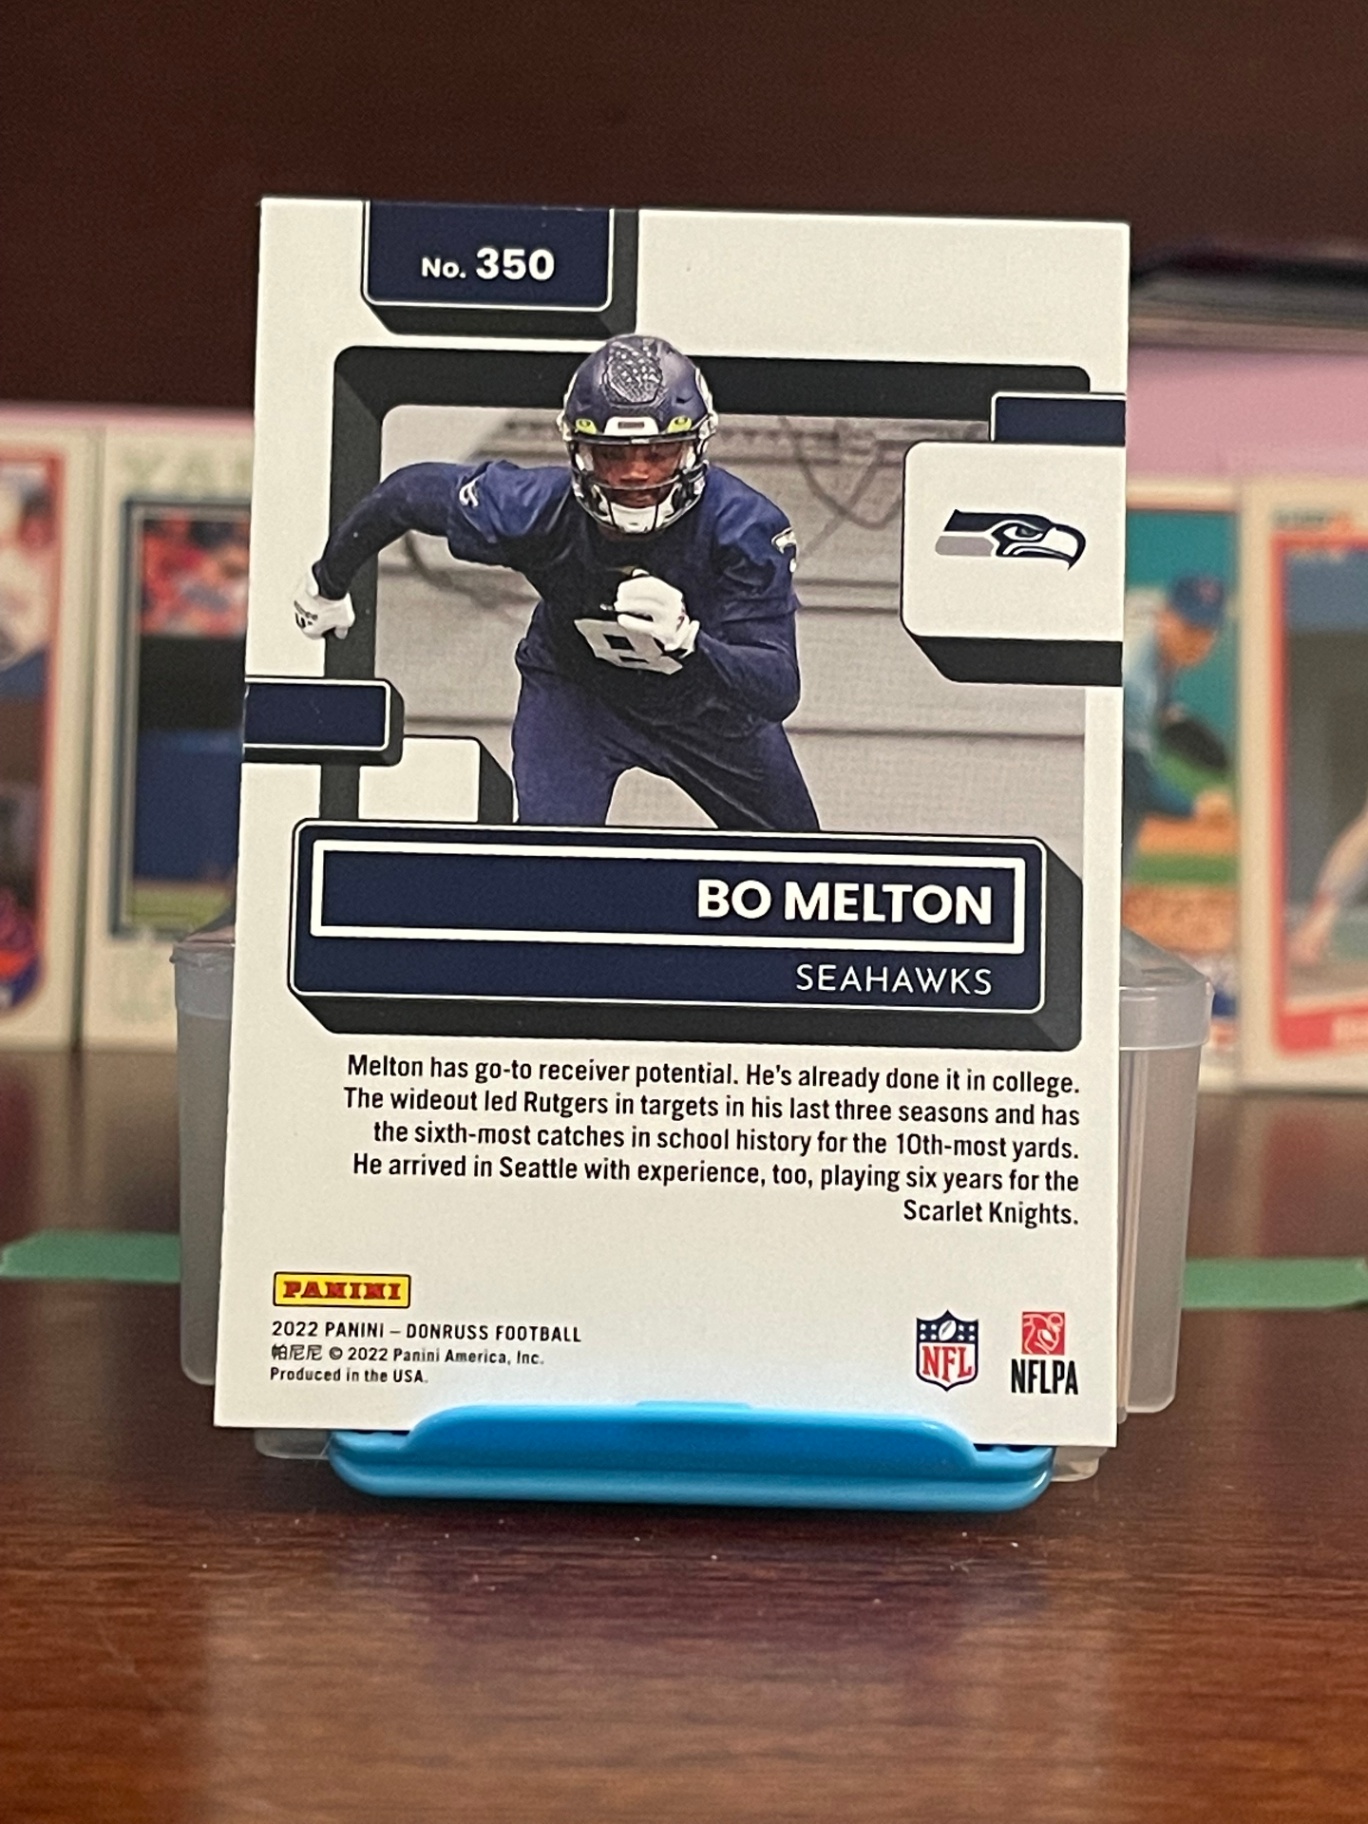 No. 350
8
BO MELTON
SEAHAWKS
Melton has go-to receiver potential. He's already done it in college.
The wideout led Rutgers in targets in his last three seasons and has
the sixth-most catches in school history for the 10th-most yards.
He arrived in Seattle with experience, too, playing six years for the
Scarlet Knights.
PANINI
2022 PANINI – DONRUSS FOOTBALL
帕尼尼 © 2022 Panini America, Inc.
Produced in the USA.
NFL
NFLPA